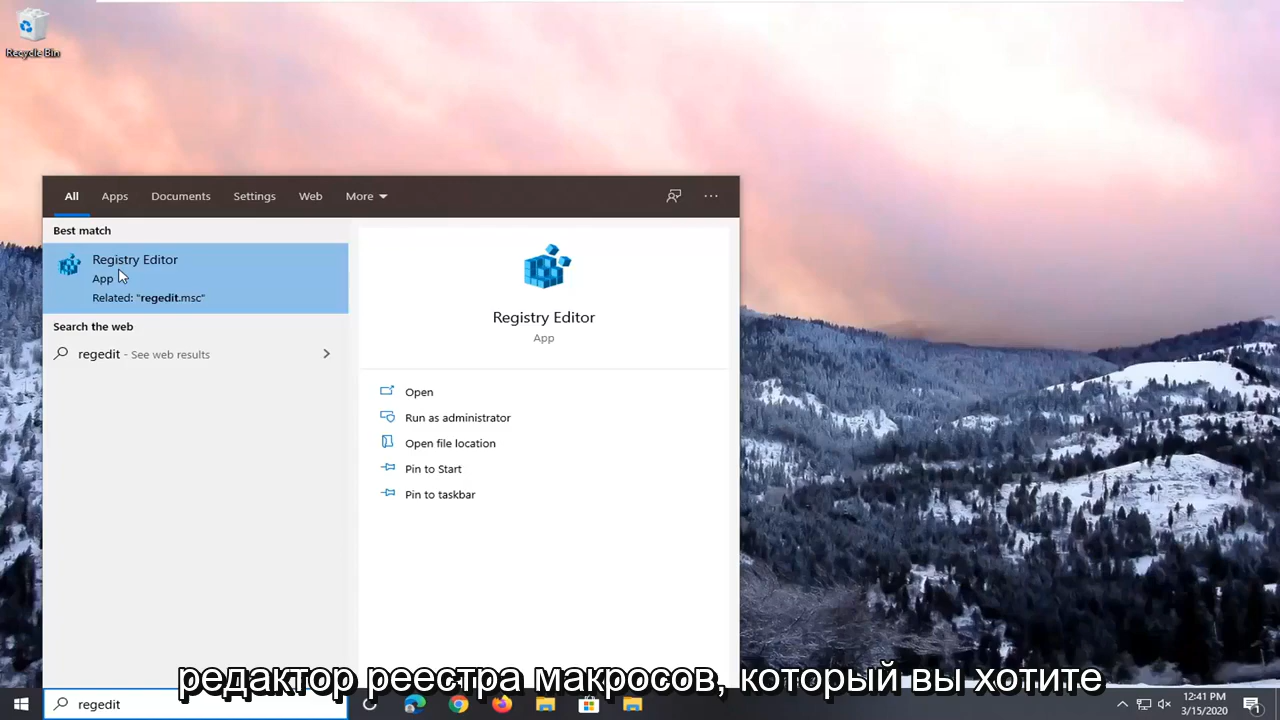 Recycle Bin
All Apps Documents Settings Web More
Best match
Registry Editor
App
Related: "regedit.msc"
Search the web
regedit - See web results
Registry Editor
App
Open
Run as administrator
Open file location
Pin to Start
Pin to taskbar
редактор реестра макросов, который вы хотите
regedit
12:41 PM
3/15/2020
1